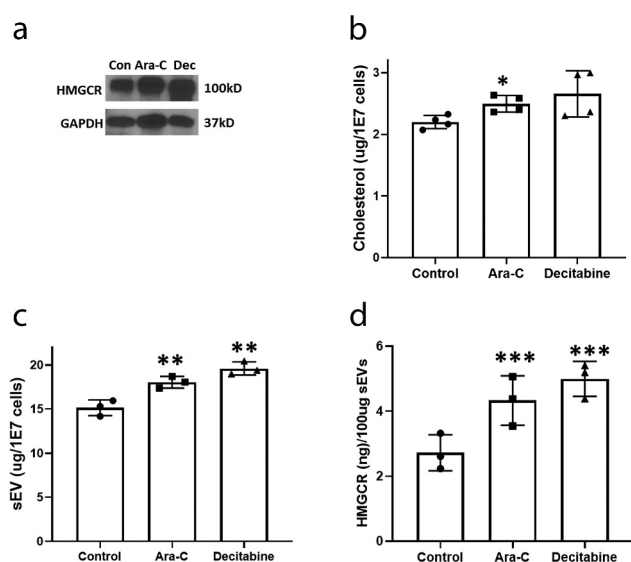 a
Con Ara-C Dec
HMGCR 100kD
GAPDH 37kD
b
Cholesterol (ug/1E7 cells)
3
2
1
0
*
Control Ara-C Decitabine
c
sEV (ug/1E7 cells)
20
15
10
5
0
** **
Control Ara-C Decitabine
d
HMGCR (ng)/100ug sEVs
6
4
2
0
*** ***
Control Ara-C Decitabine